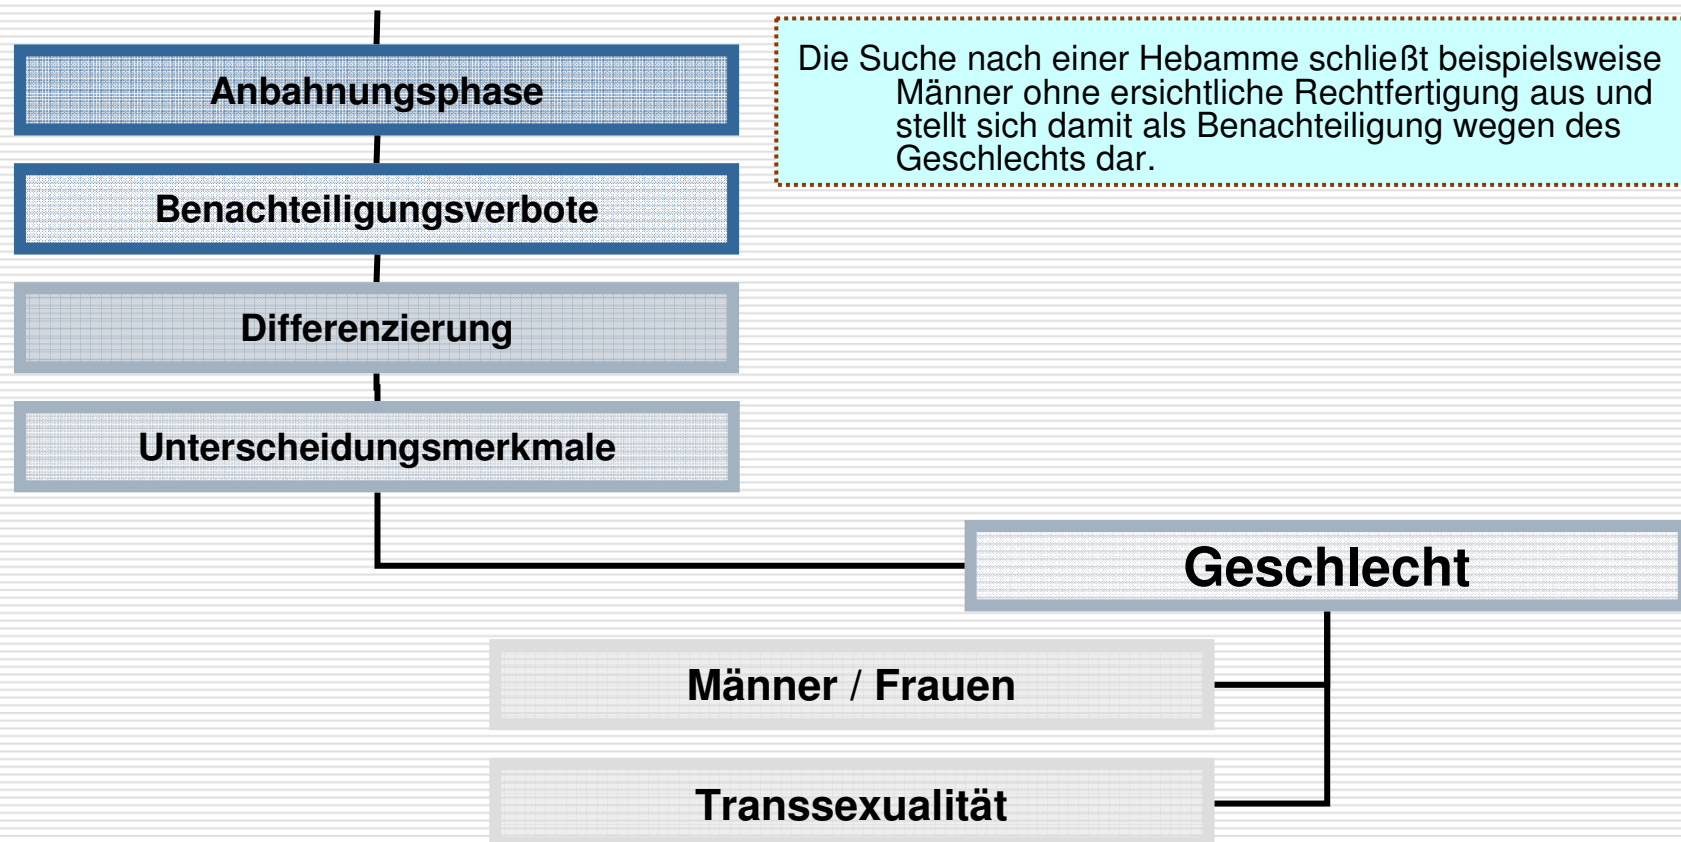 Anbahnungsphase
Die Suche nach einer Hebamme schließt beispielsweise
Männer ohne ersichtliche Rechtfertigung aus und
stellt sich damit als Benachteiligung wegen des
Geschlechts dar.
Benachteiligungsverbote
Differenzierung
Unterscheidungsmerkmale
Geschlecht
Männer / Frauen
Transsexualität